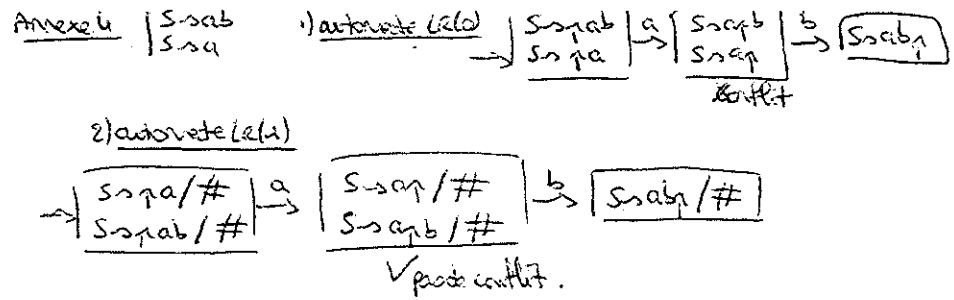 Annexe 4 | S→ab 1) automate LR(0) → S→↑ab a→ S→a↑b b→ S→ab↑
S→a S→↑a S→a↑
conflit
2) automate LR(1)
→ S→↑a/# a→ S→a↑/# b→ S→ab↑/#
S→↑ab/# S→a↑b/#
✓ pas de conflit.